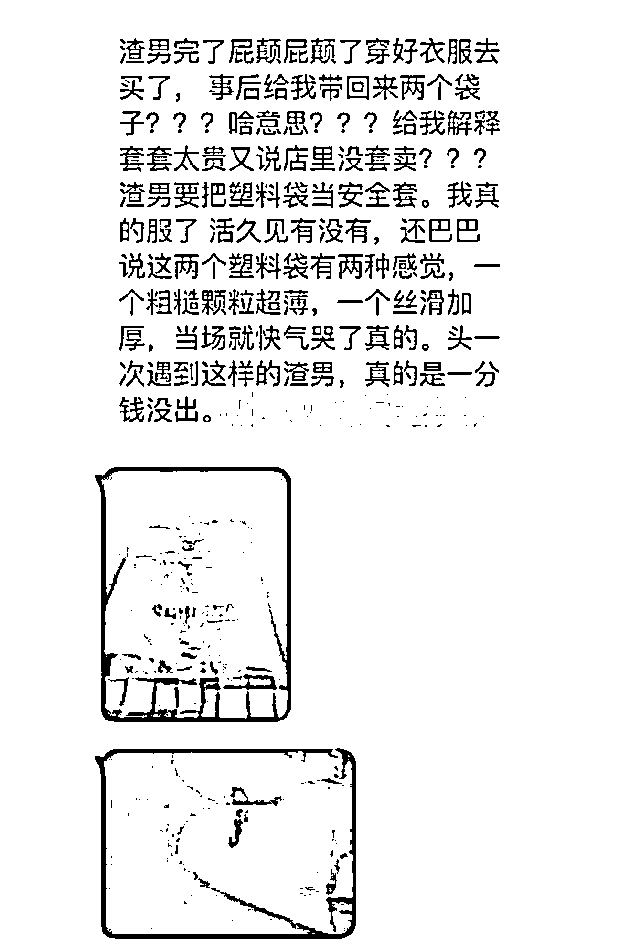 渣男完了屁颠屁颠了穿好衣服去
买了， 事后给我带回来两个袋
子？？？啥意思？？？给我解释
套套太贵又说店里没套卖？？？
渣男要把塑料袋当安全套。我真
的服了 活久见有没有，还巴巴
说这两个塑料袋有两种感觉，一
个粗糙颗粒超薄，一个丝滑加
厚，当场就快气哭了真的。头一
次遇到这样的渣男，真的是一分
钱没出。